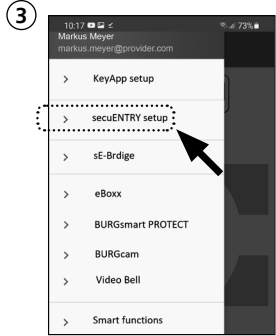 3
10:17 73%
Markus Meyer
markus.meyer@provider.com
> KeyApp setup
> secuENTRY setup
> sE-Brdige
> eBoxx
> BURGsmart PROTECT
> BURGcam
> Video Bell
> Smart functions